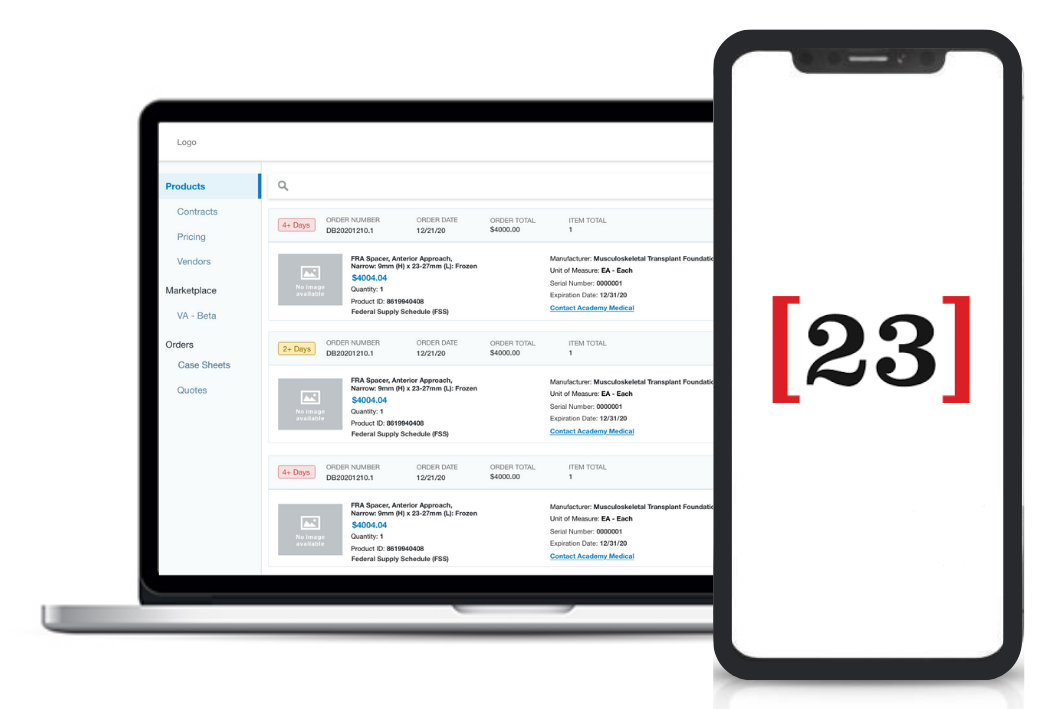 Logo
Products
Contracts
Pricing
Vendors
Marketplace
VA - Beta
Orders
Case Sheets
Quotes
4+ Days
ORDER NUMBER
DB20201210.1
ORDER DATE
12/21/20
ORDER TOTAL
$4000.00
ITEM TOTAL
1
No Image
available
FRA Spacer, Anterior Approach,
Narrow: 9mm (H) x 23-27mm (L): Frozen
$4004.04
Quantity: 1
Product ID: 8619940408
Federal Supply Schedule (FSS)
Manufacturer: Musculoskeletal Transplant Foundatio
Unit of Measure: EA - Each
Serial Number: 0000001
Expiration Date: 12/31/20
Contact Academy Medical
2+ Days
ORDER NUMBER
DB20201210.1
ORDER DATE
12/21/20
ORDER TOTAL
$4000.00
ITEM TOTAL
1
No Image
available
FRA Spacer, Anterior Approach,
Narrow: 9mm (H) x 23-27mm (L): Frozen
$4004.04
Quantity: 1
Product ID: 8619940408
Federal Supply Schedule (FSS)
Manufacturer: Musculoskeletal Transplant Foundatio
Unit of Measure: EA - Each
Serial Number: 0000001
Expiration Date: 12/31/20
Contact Academy Medical
4+ Days
ORDER NUMBER
DB20201210.1
ORDER DATE
12/21/20
ORDER TOTAL
$4000.00
ITEM TOTAL
1
No Image
available
FRA Spacer, Anterior Approach,
Narrow: 9mm (H) x 23-27mm (L): Frozen
$4004.04
Quantity: 1
Product ID: 8619940408
Federal Supply Schedule (FSS)
Manufacturer: Musculoskeletal Transplant Foundatio
Unit of Measure: EA - Each
Serial Number: 0000001
Expiration Date: 12/31/20
Contact Academy Medical
[23]